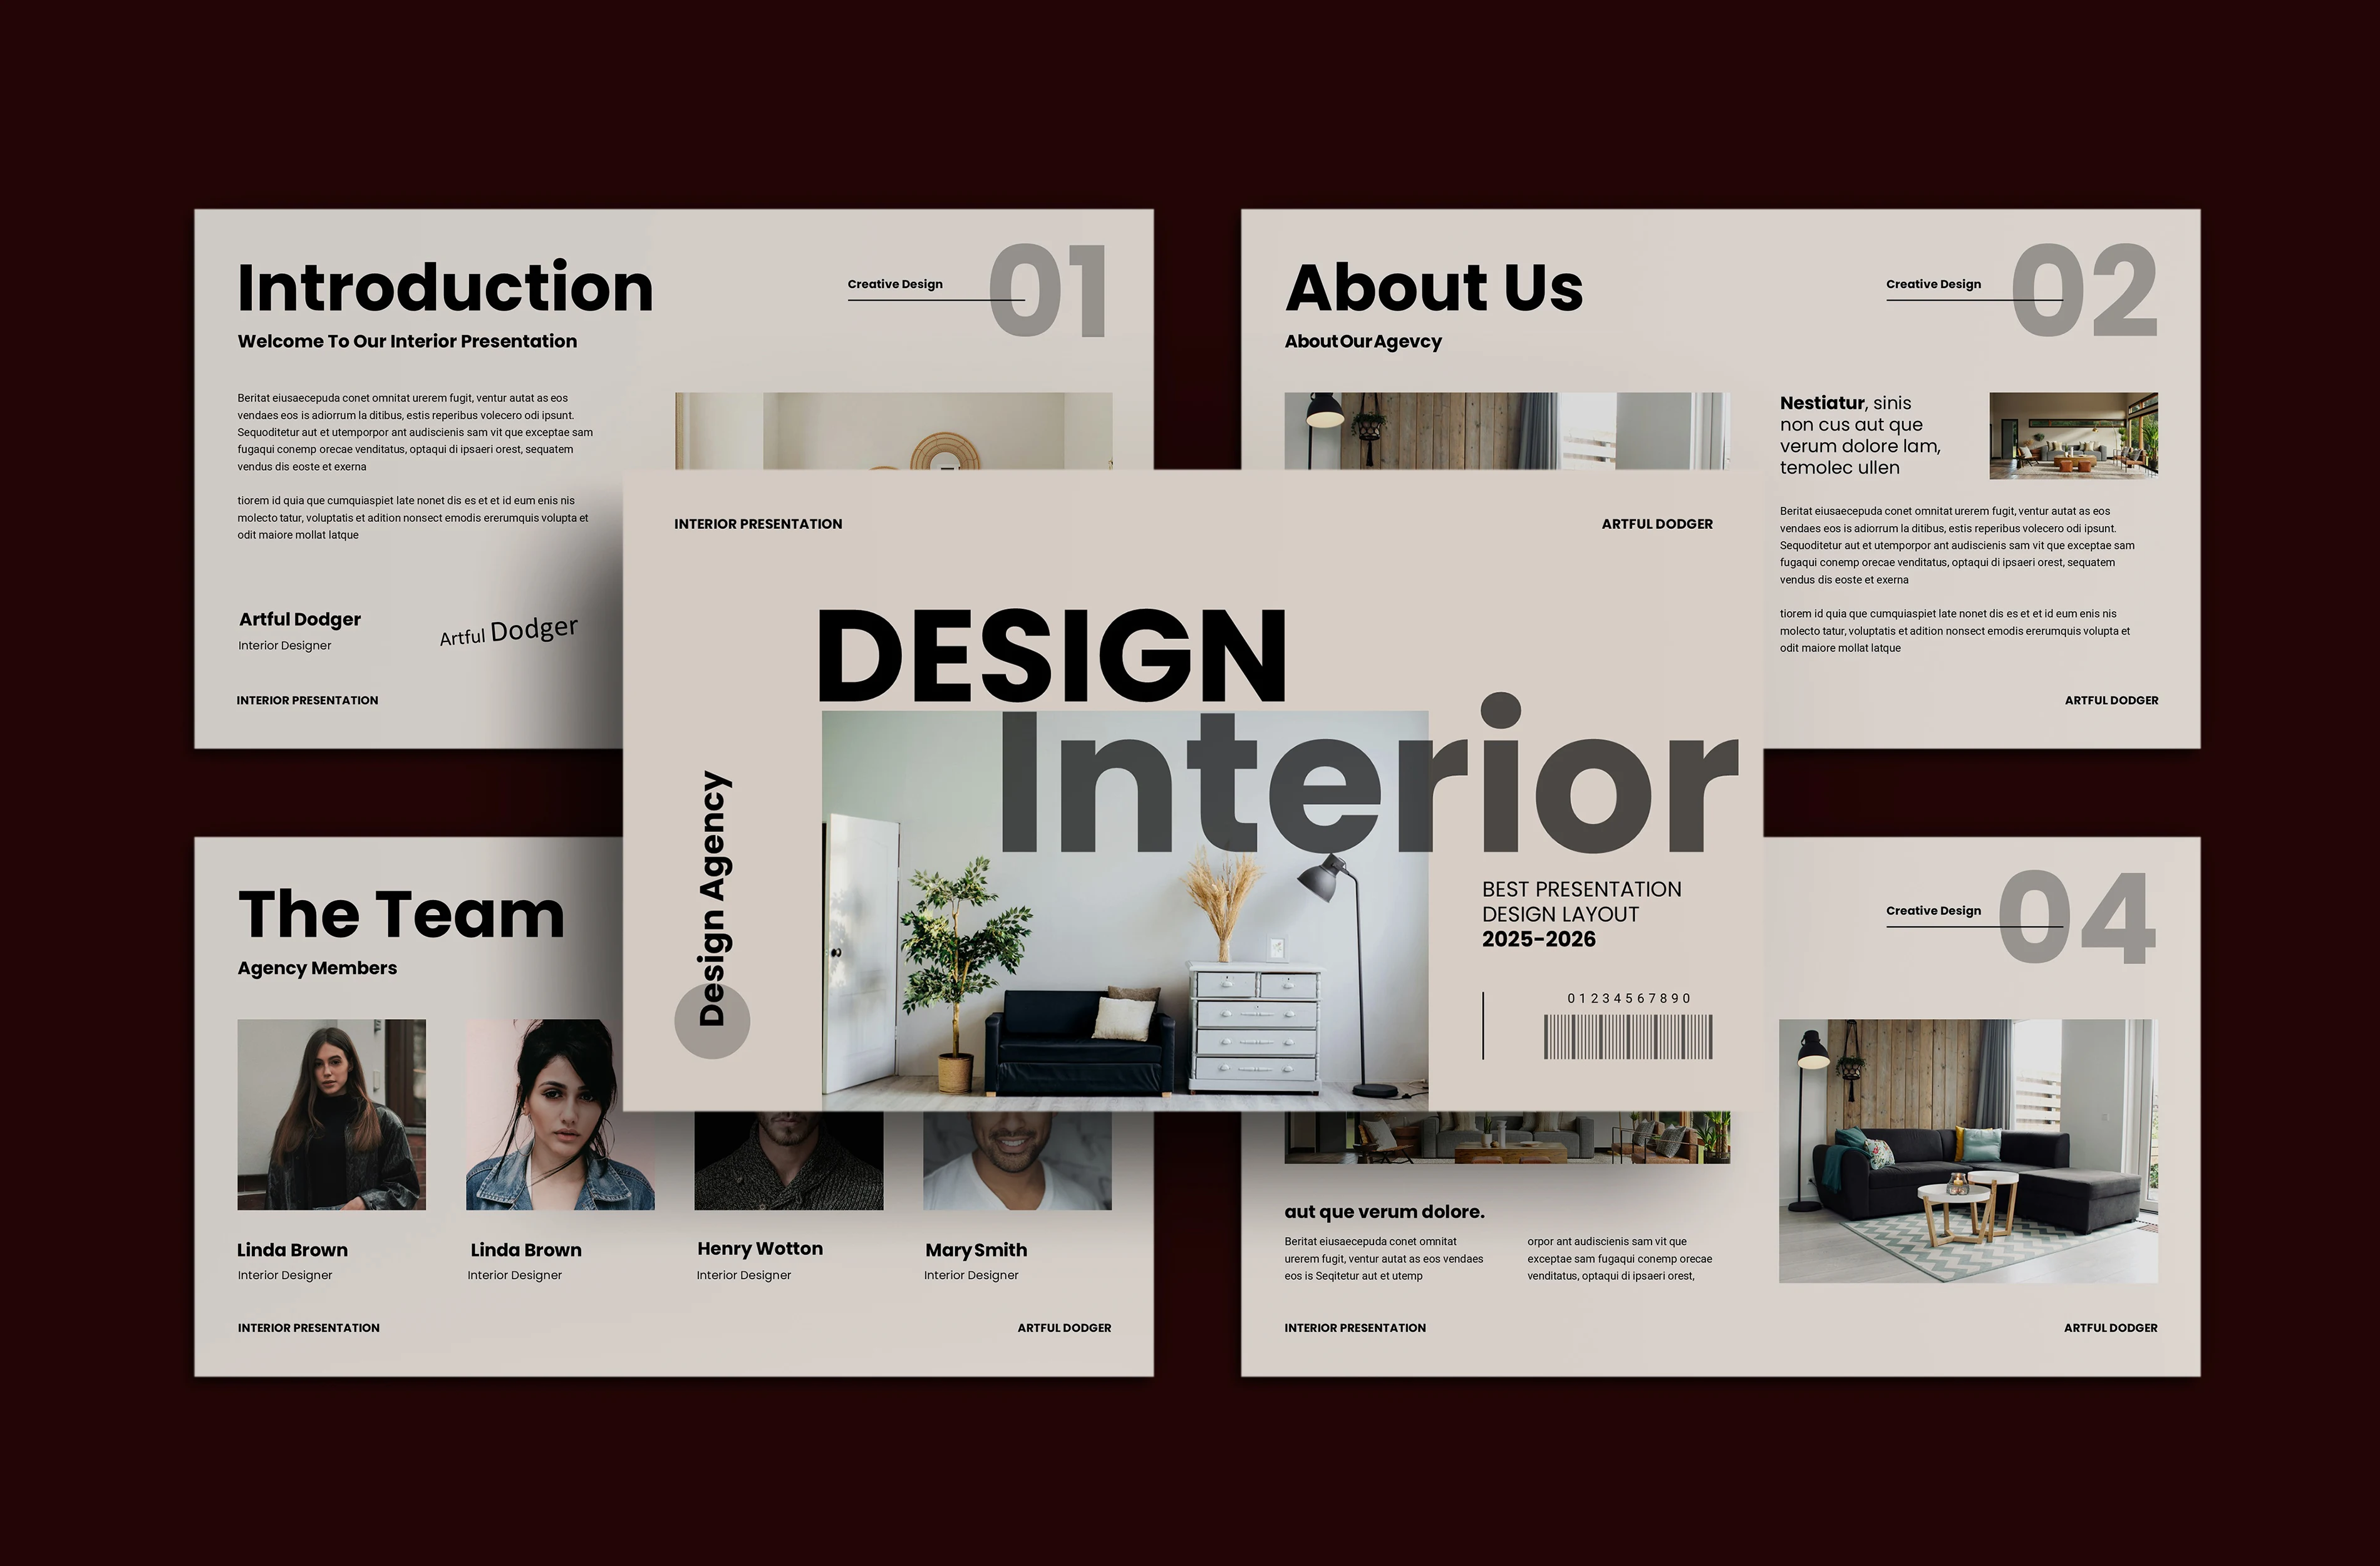 Introduction
Welcome To Our Interior Presentation
Creative Design
01
Beritat eiusaecepuda conet omnitat urerem fugit, ventur autat as eos
vendaes eos is adiorrum la ditibus, estis reperibus volecero odi ipsunt.
Sequoditetur aut et utemporpor ant audiscienis sam vit que exceptae sam
fugaqui conemp orecae venditatus, optaqui di ipsaeri orest, sequatem
vendus dis eoste et exerna
tiorem id quia que cumquiaspiet late nonet dis es et et id eum enis nis
molecto tatur, voluptatis et adition nonsect emodis ererumquis volupta et
odit maiore mollat latque
Artful Dodger
Interior Designer
Artful Dodger
INTERIOR PRESENTATION
About Us
About Our Agevcy
Creative Design
02
Nestiatur, sinis
non cus aut que
verum dolore lam,
temolec ullen
Beritat eiusaecepuda conet omnitat urerem fugit, ventur autat as eos
vendaes eos is adiorrum la ditibus, estis reperibus volecero odi ipsunt.
Sequoditetur aut et utemporpor ant audiscienis sam vit que exceptae sam
fugaqui conemp orecae venditatus, optaqui di ipsaeri orest, sequatem
vendus dis eoste et exerna
tiorem id quia que cumquiaspiet late nonet dis es et et id eum enis nis
molecto tatur, voluptatis et adition nonsect emodis ererumquis volupta et
odit maiore mollat latque
ARTFUL DODGER
INTERIOR PRESENTATION
ARTFUL DODGER
DESIGN
Interior
Design Agency
BEST PRESENTATION
DESIGN LAYOUT
2025-2026
01234567890
The Team
Agency Members
Linda Brown
Interior Designer
Linda Brown
Interior Designer
Henry Wotton
Interior Designer
Mary Smith
Interior Designer
INTERIOR PRESENTATION
ARTFUL DODGER
Creative Design
04
aut que verum dolore.
Beritat eiusaecepuda conet omnitat
urerem fugit, ventur autat as eos vendaes
eos is Seqitetur aut et utemp
orpor ant audiscienis sam vit que
exceptae sam fugaqui conemp orecae
venditatus, optaqui di ipsaeri orest,
INTERIOR PRESENTATION
ARTFUL DODGER